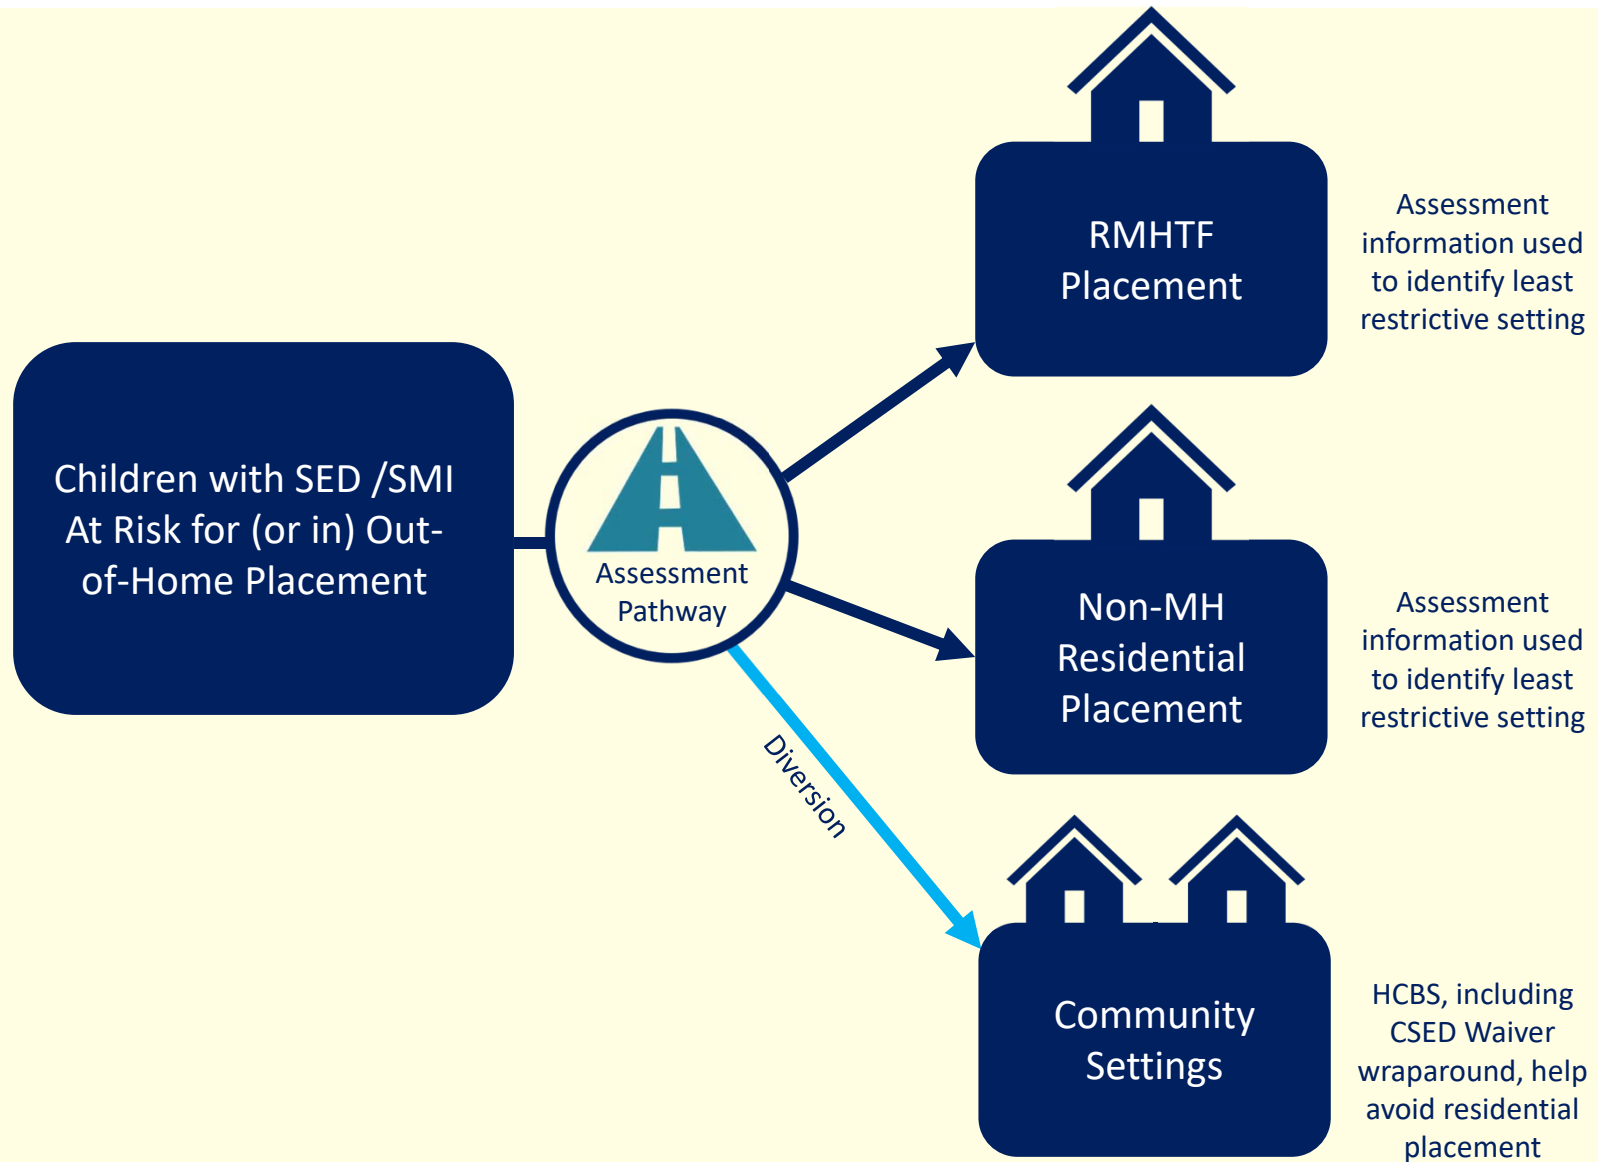 Children with SED /SMI
At Risk for (or in) Out-
of-Home Placement
Assessment
Pathway
Diversion
RMHTF
Placement
Assessment
information used
to identify least
restrictive setting
Non-MH
Residential
Placement
Assessment
information used
to identify least
restrictive setting
Community
Settings
HCBS, including
CSED Waiver
wraparound, help
avoid residential
placement